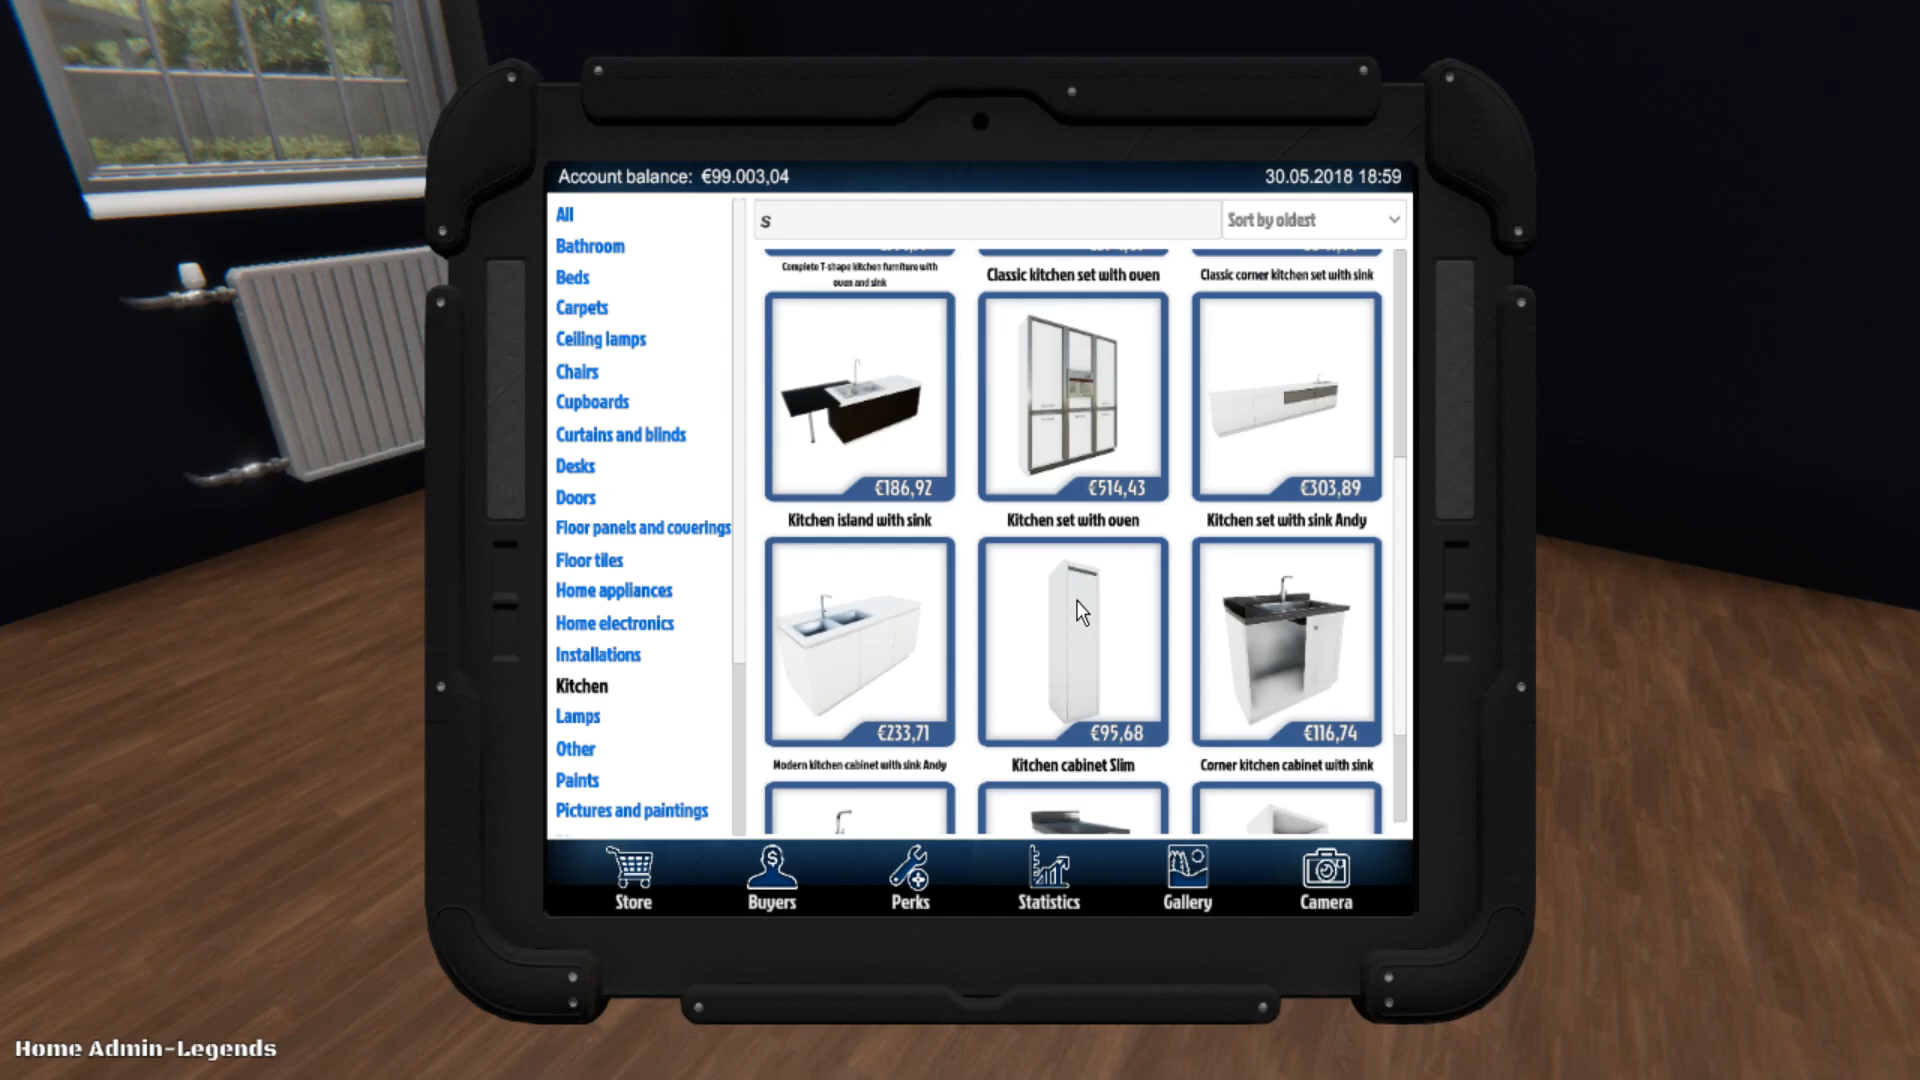 Account balance: €99.003,04
30.05.2018 18:59
All
Bathroom
Beds
Carpets
Ceiling lamps
Chairs
Cupboards
Curtains and blinds
Desks
Doors
Floor panels and coverings
Floor tiles
Home appliances
Home electronics
Installations
Kitchen
Lamps
Other
Paints
Pictures and paintings
s
Sort by oldest
Complete T-shape kitchen furniture with
oven and sink
Classic kitchen set with oven
Classic corner kitchen set with sink
€186,92
€514,43
€303,89
Kitchen island with sink
Kitchen set with oven
Kitchen set with sink Andy
€233,71
€95,68
€116,74
Modern kitchen cabinet with sink Andy
Kitchen cabinet Slim
Corner kitchen cabinet with sink
Store
Buyers
Perks
Statistics
Gallery
Camera
Home Admin-Legends